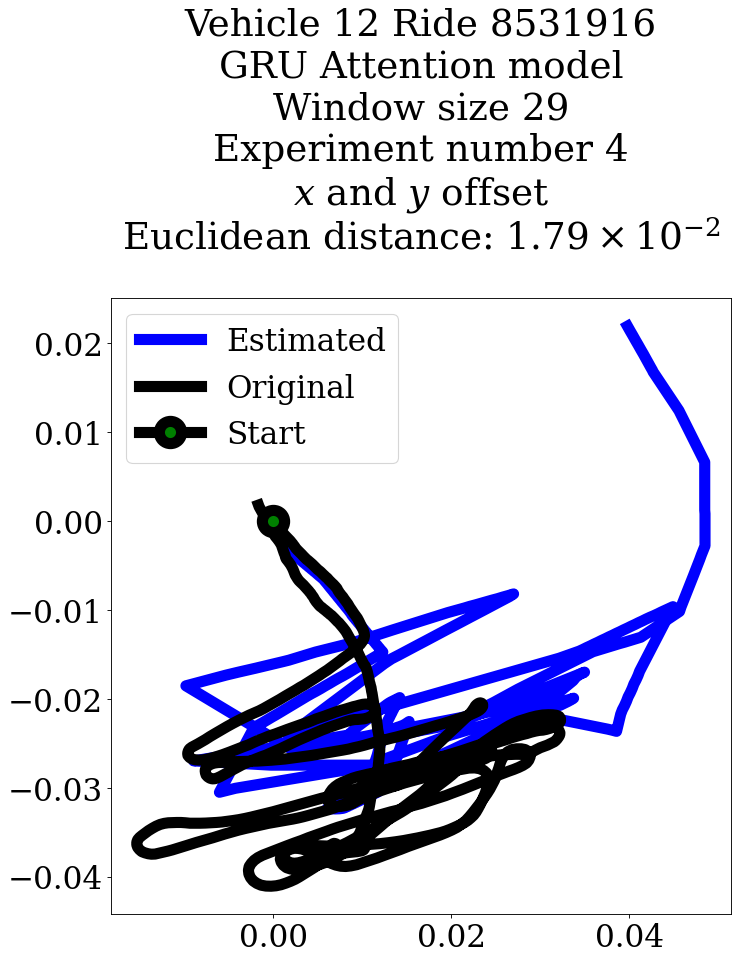 Vehicle 12 Ride 8531916
GRU Attention model
Window size 29
Experiment number 4
x and y offset
Euclidean distance: 1.79 × 10⁻²
Estimated
Original
Start
0.02
0.01
0.00
−0.01
−0.02
−0.03
−0.04
0.00 0.02 0.04